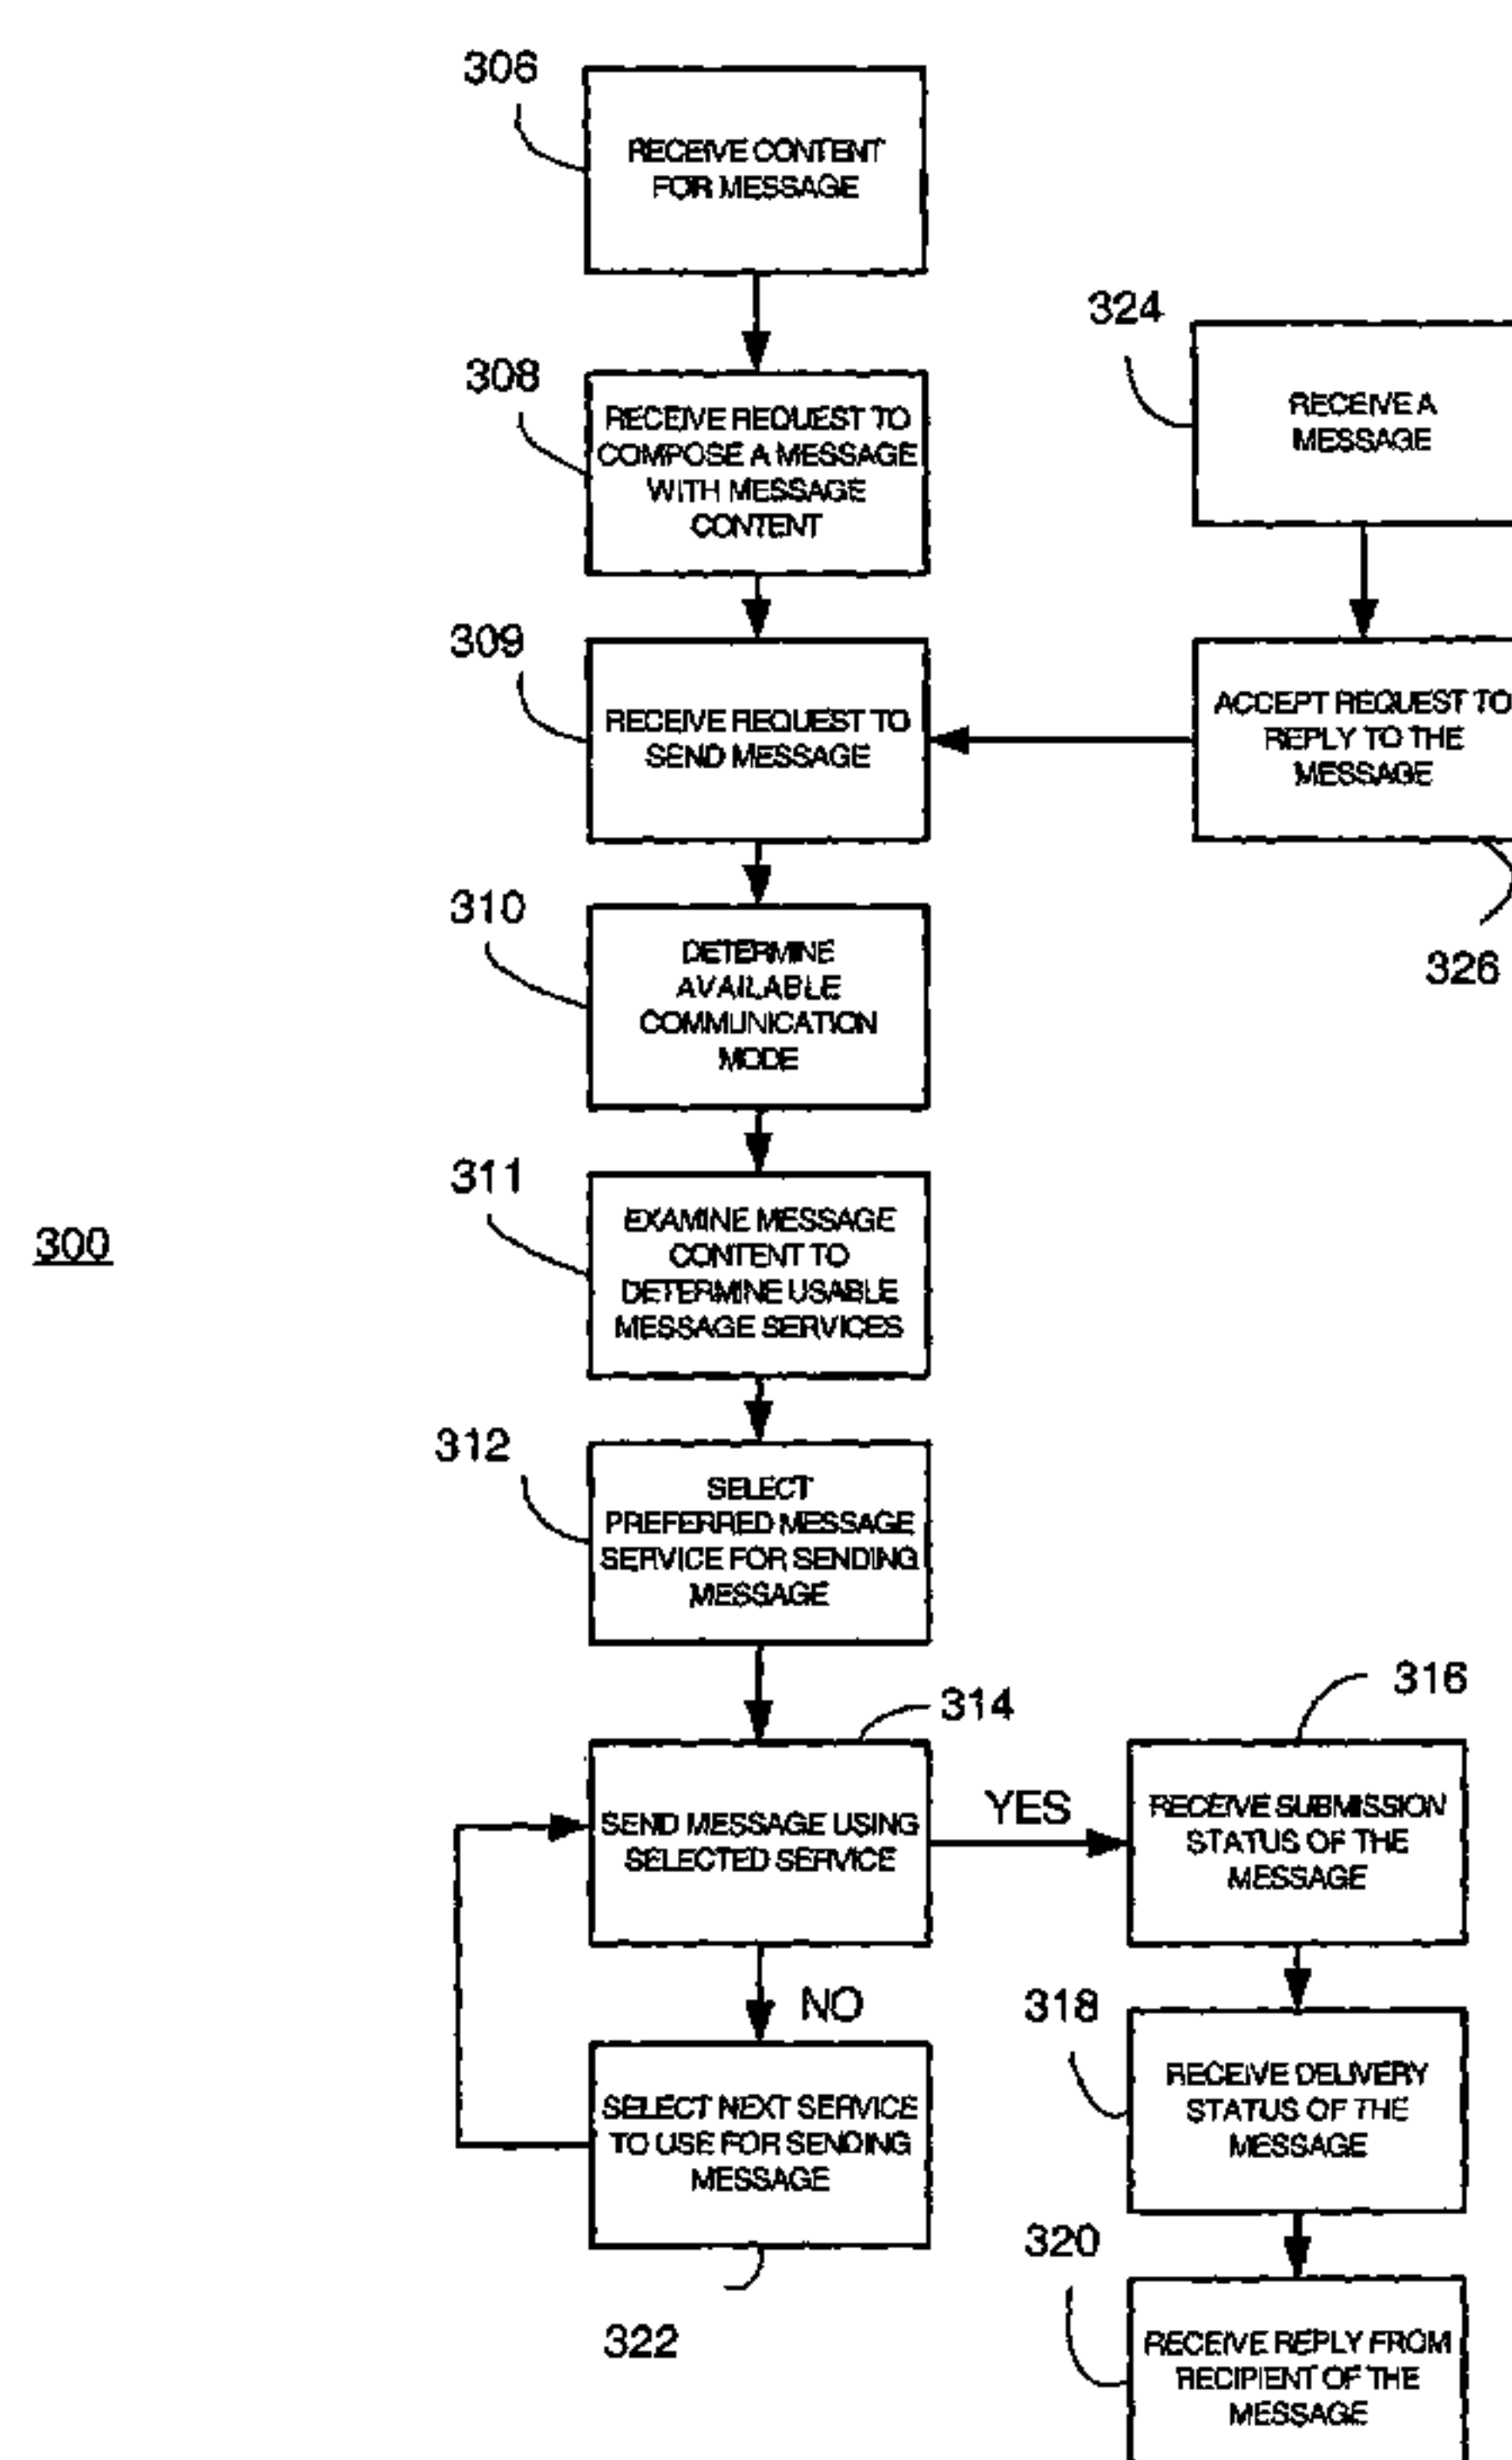 306
RECEIVE CONTENT
FOR MESSAGE
308
RECEIVE REQUEST TO
COMPOSE A MESSAGE
WITH MESSAGE
CONTENT
324
RECEIVE A
MESSAGE
309
RECEIVE REQUEST TO
SEND MESSAGE
ACCEPT REQUEST TO
REPLY TO THE
MESSAGE
326
310
DETERMINE
AVAILABLE
COMMUNICATION
MODE
311
EXAMINE MESSAGE
CONTENT TO
DETERMINE USABLE
MESSAGE SERVICES
300
312
SELECT
PREFERRED MESSAGE
SERVICE FOR SENDING
MESSAGE
314
SEND MESSAGE USING
SELECTED SERVICE
YES
316
RECEIVE SUBMISSION
STATUS OF THE
MESSAGE
NO
318
RECEIVE DELIVERY
STATUS OF THE
MESSAGE
SELECT NEXT SERVICE
TO USE FOR SENDING
MESSAGE
322
320
RECEIVE REPLY FROM
RECIPIENT OF THE
MESSAGE